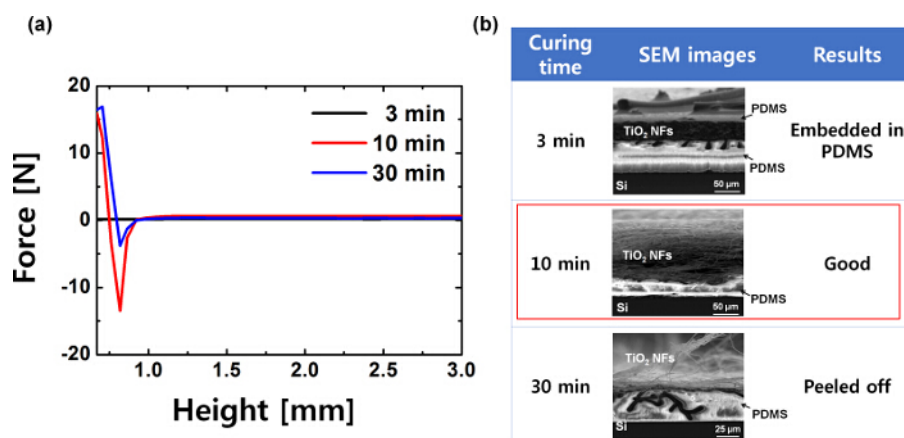 (a)
Force [N]
20
10
0
-10
-20
3 min
10 min
30 min
1.0 1.5 2.0 2.5 3.0
Height [mm]
(b)
Curing time SEM images Results
3 min
TiO₂ NFs
PDMS
PDMS
Si
50 μm
Embedded in PDMS
10 min
TiO₂ NFs
PDMS
Si
50 μm
Good
30 min
TiO₂ NFs
PDMS
Si
25 μm
Peeled off